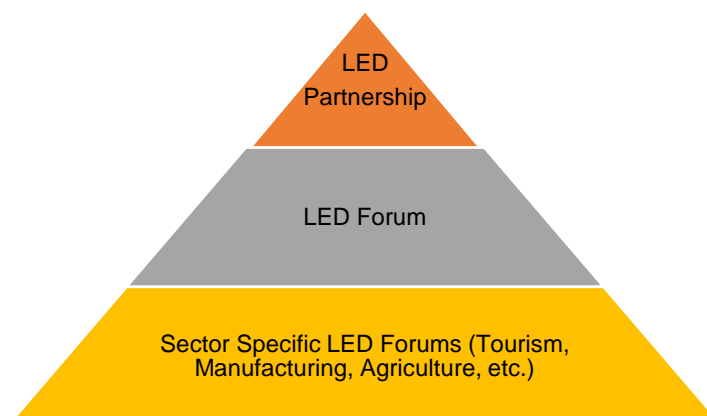 LED
Partnership
LED Forum
Sector Specific LED Forums (Tourism,
Manufacturing, Agriculture, etc.)